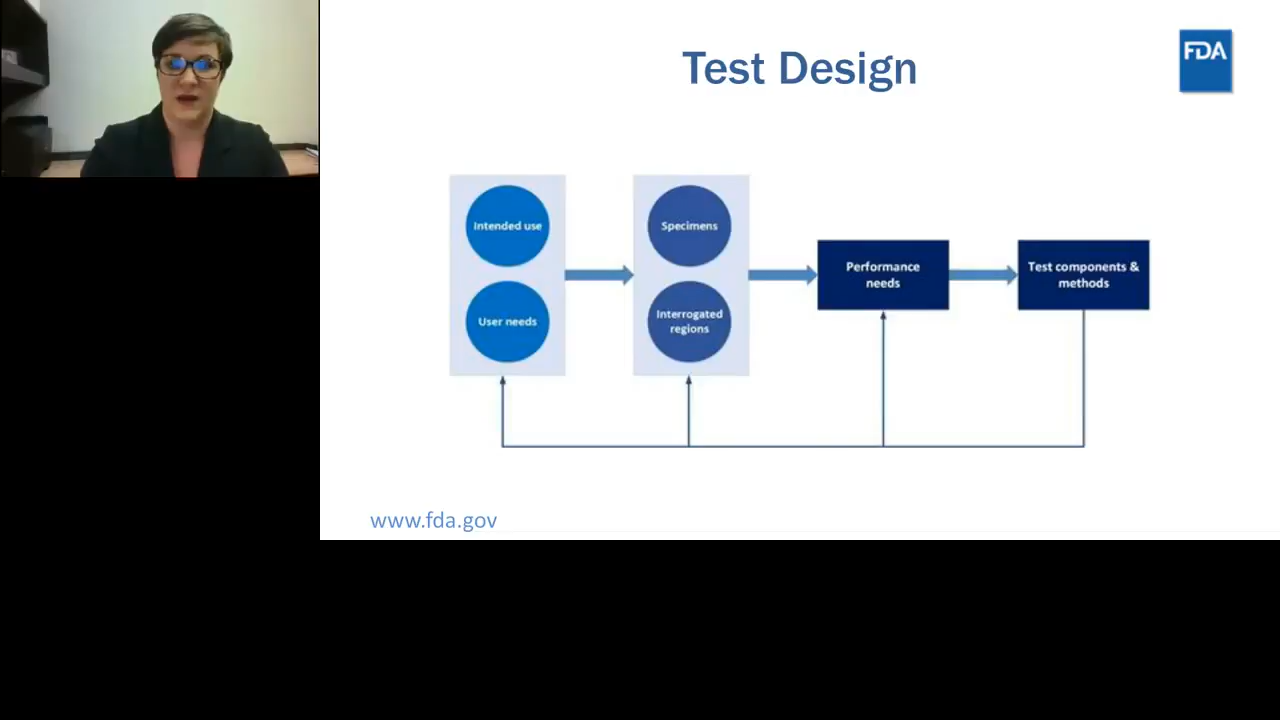 Test Design
FDA
Intended use
User needs
Specimens
Interrogated
regions
Performance
needs
Test components &
methods
www.fda.gov